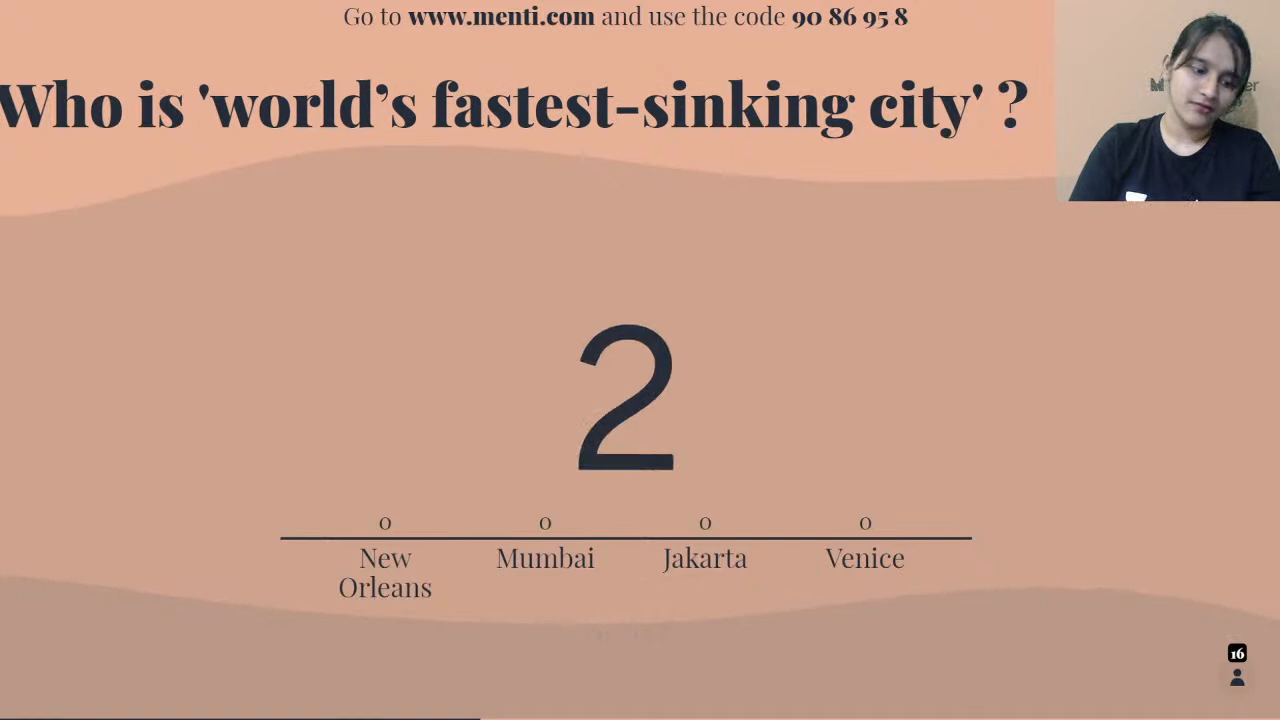 Go to www.menti.com and use the code 90 86 95 8
Who is 'world’s fastest-sinking city' ?
2
0 0 0 0
New Orleans Mumbai Jakarta Venice
16